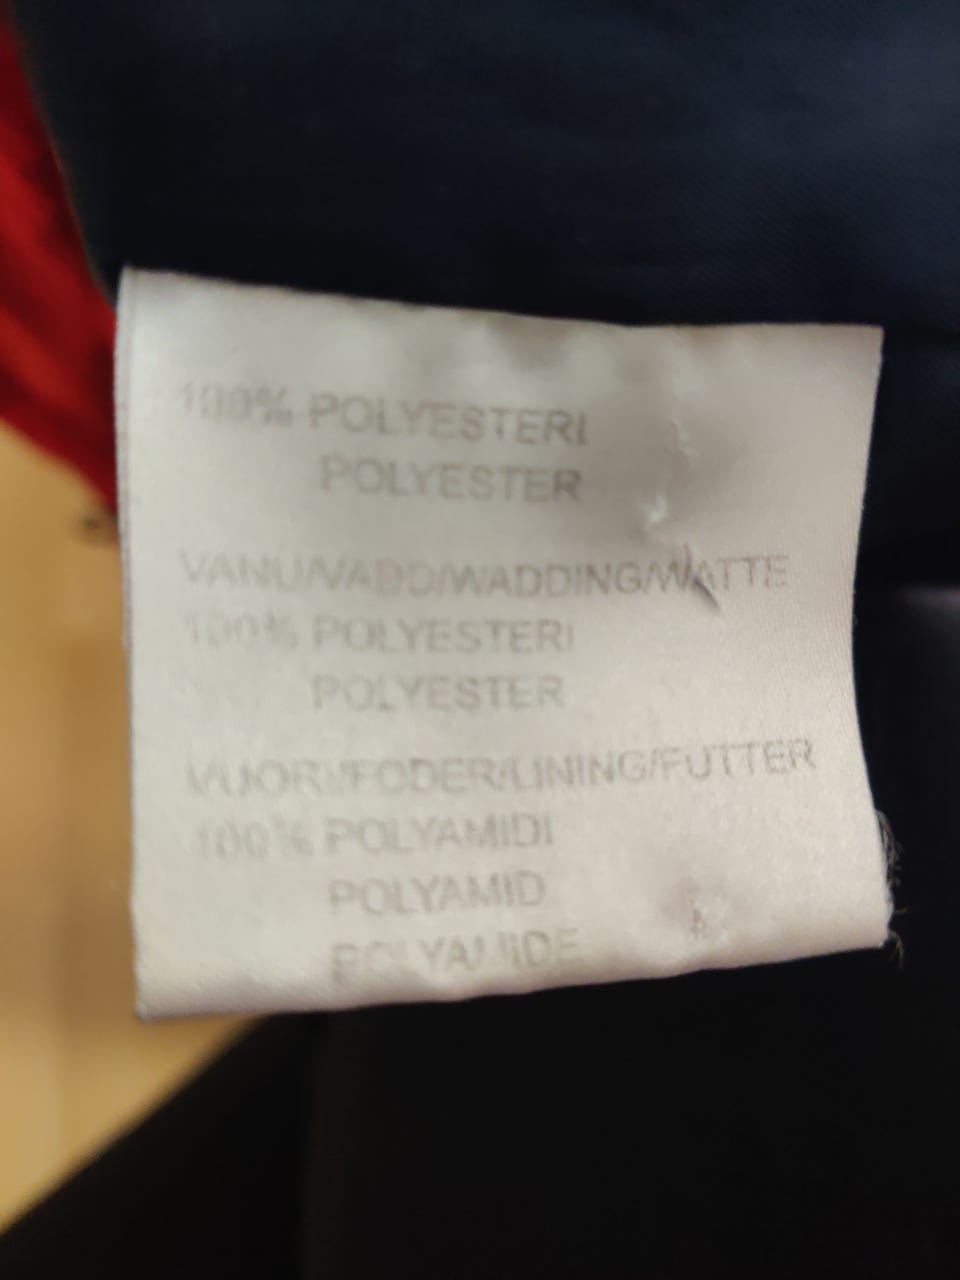 100% POLYESTERI
POLYESTER
VANU/VADD/WADDING/WATTE
100% POLYESTERI
POLYESTER
VUORI/FODER/LINING/FUTTER
100% POLYAMIDI
POLYAMID
POLYAMIDE